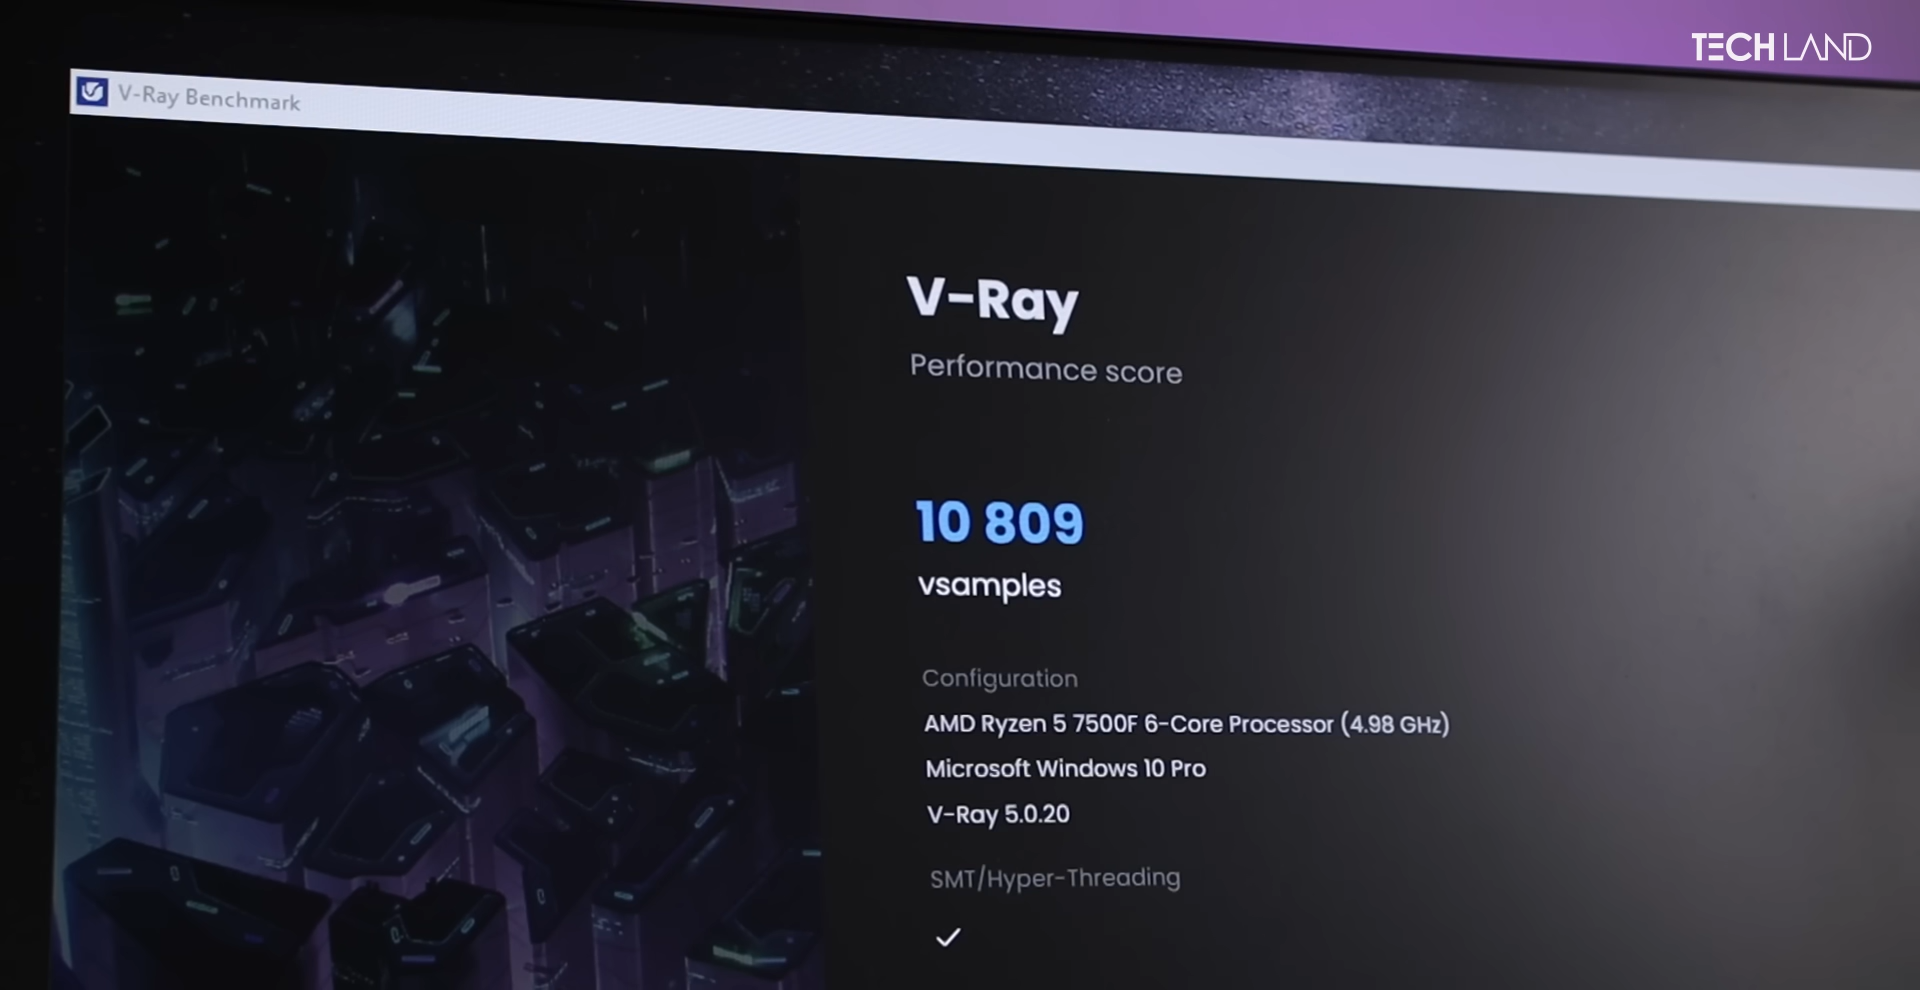 TECHLAND
V-Ray Benchmark
V-Ray
Performance score
10 809
vsamples
Configuration
AMD Ryzen 5 7500F 6-Core Processor (4.98 GHz)
Microsoft Windows 10 Pro
V-Ray 5.0.20
SMT/Hyper-Threading